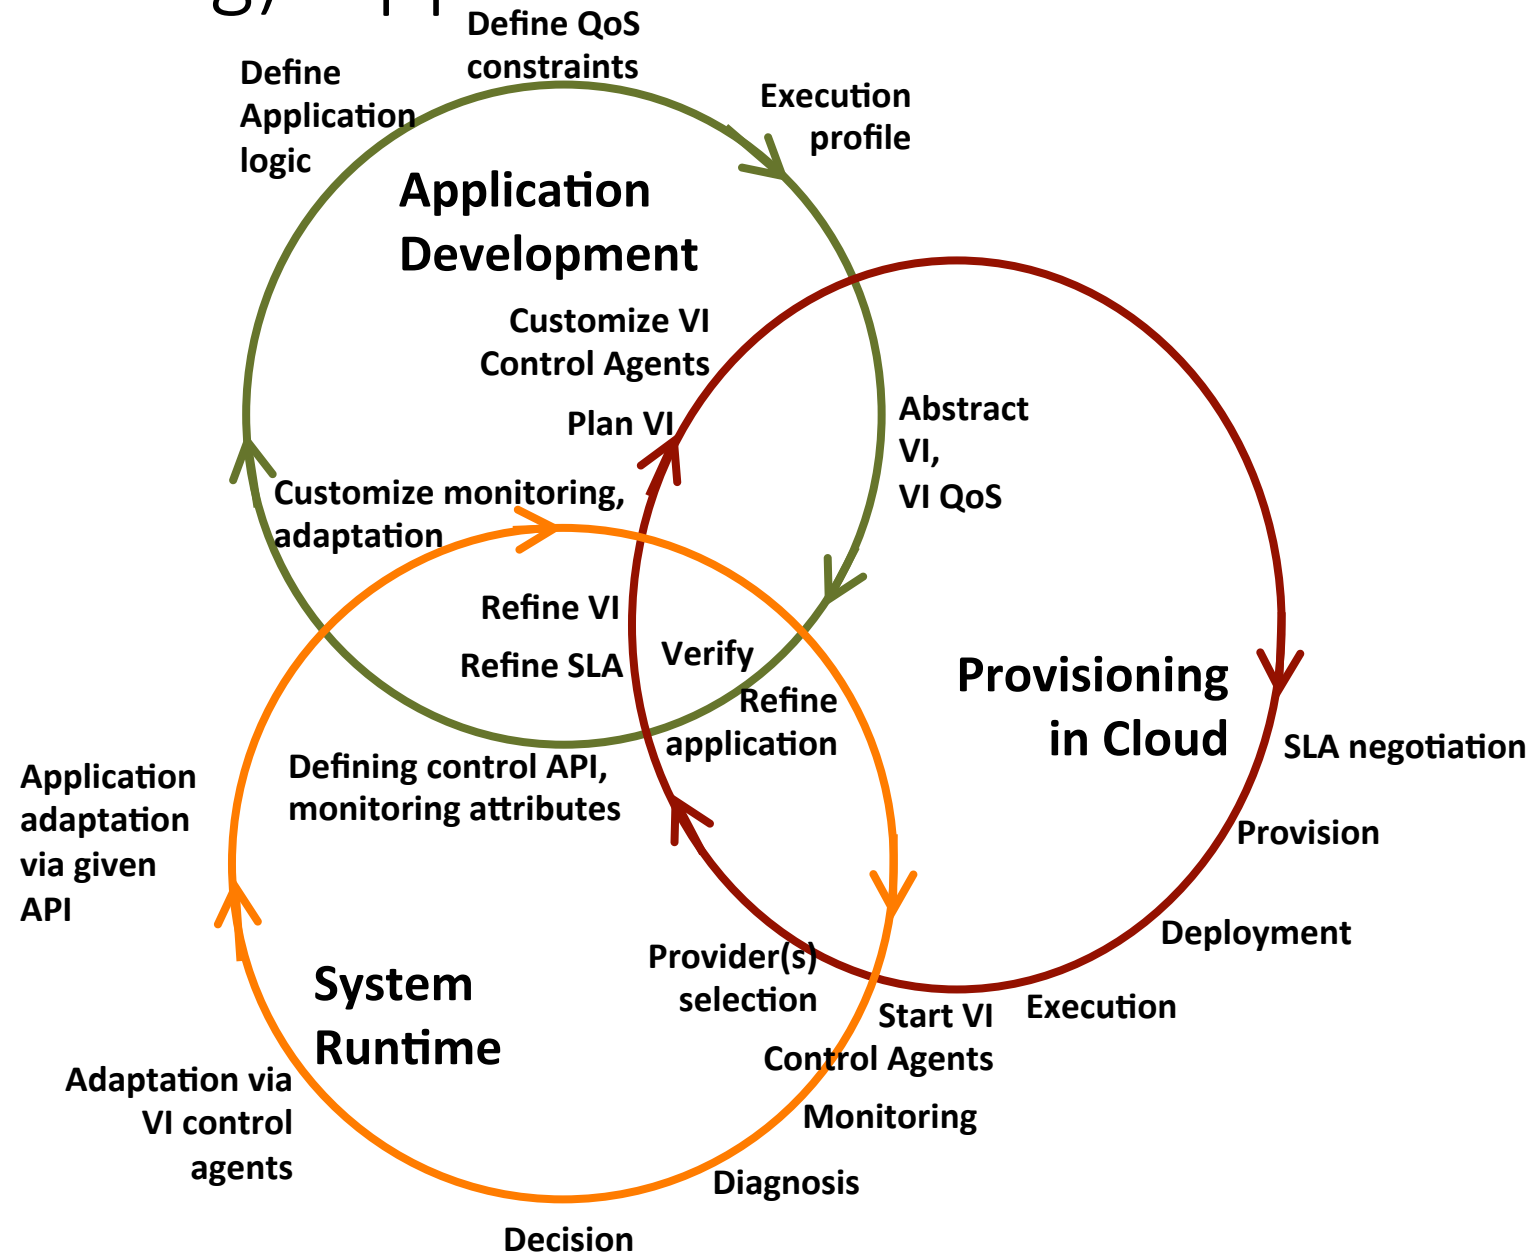 Define QoS
constraints
Define
Application
logic
Execution
profile
Application
Development
Customize VI
Control Agents
Plan VI
Abstract
VI,
VI QoS
Customize monitoring,
adaptation
Refine VI
Refine SLA
Verify
Refine
application
Provisioning
in Cloud
SLA negotiation
Defining control API,
monitoring attributes
Application
adaptation
via given
API
Provision
Deployment
Provider(s)
selection
System
Runtime
Start VI
Control Agents
Execution
Adaptation via
VI control
agents
Monitoring
Diagnosis
Decision